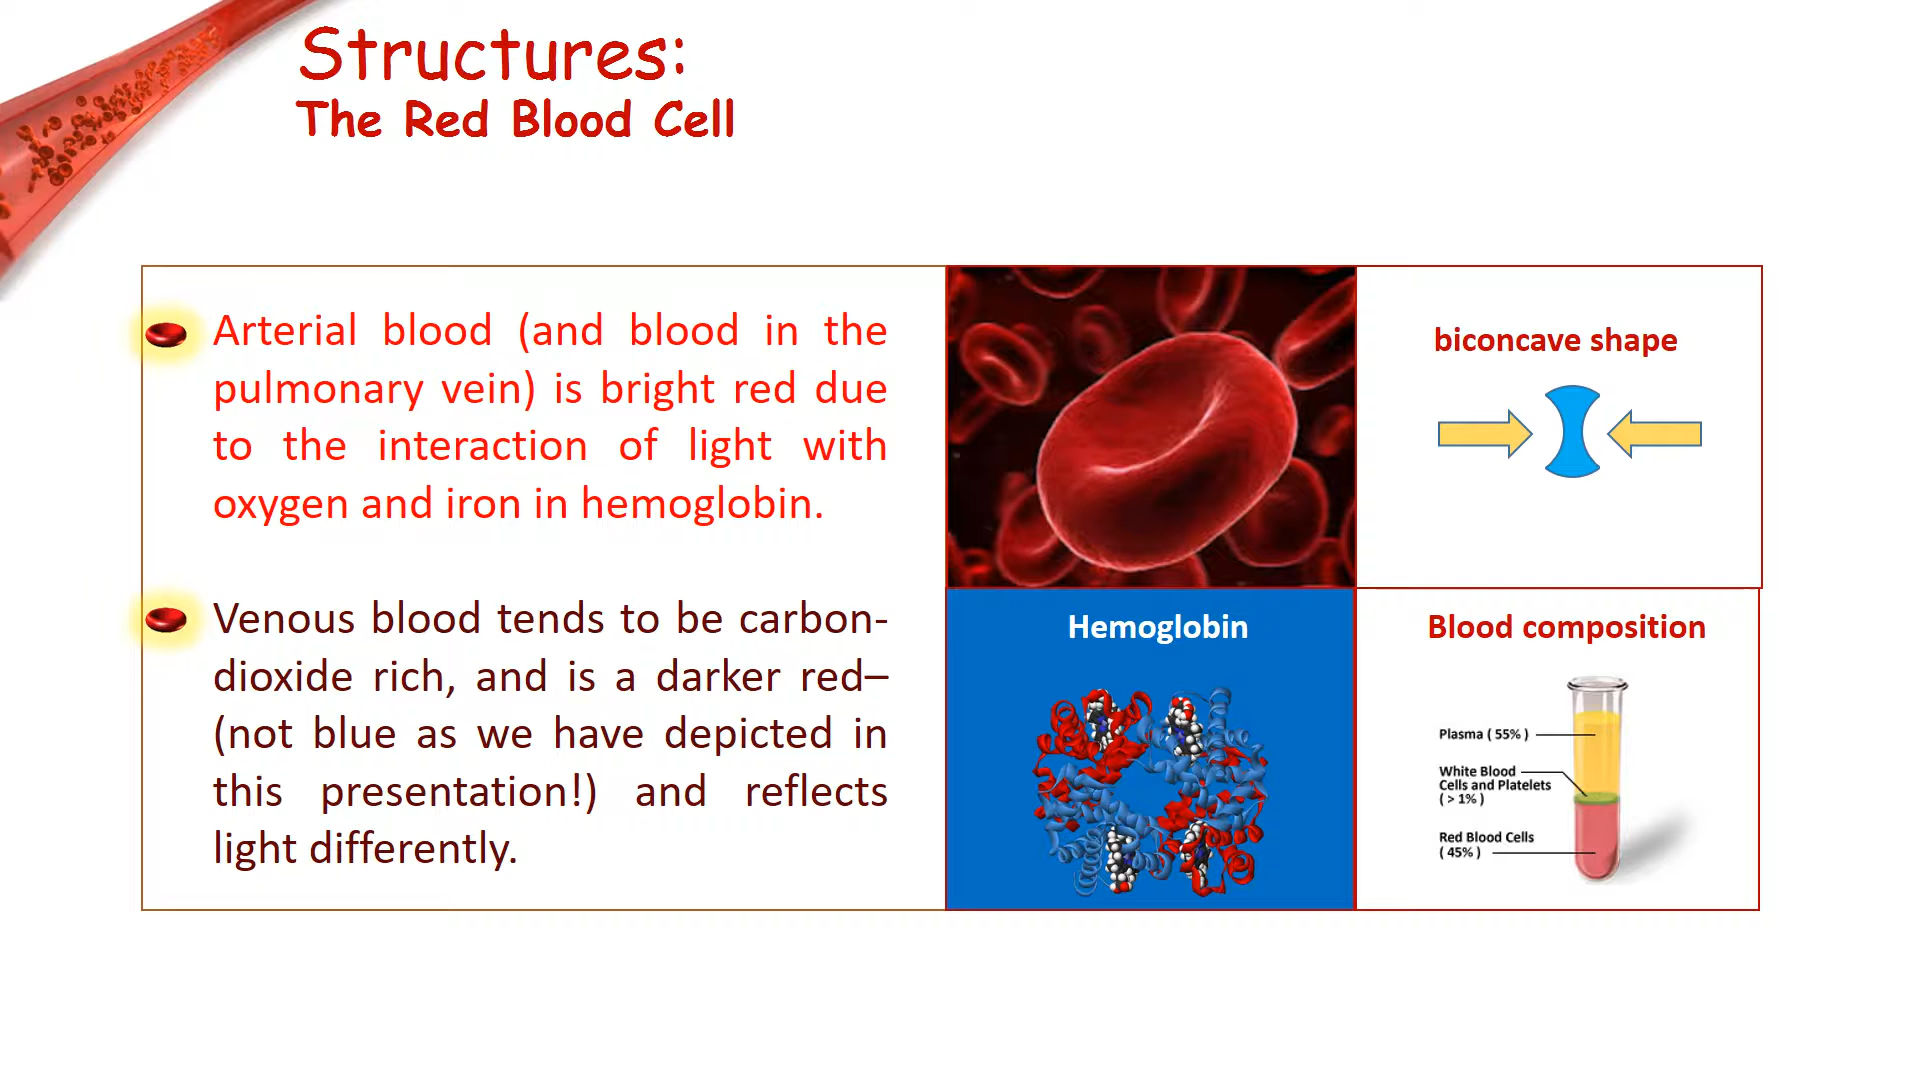 Structures:
The Red Blood Cell
Arterial blood (and blood in the
pulmonary vein) is bright red due
to the interaction of light with
oxygen and iron in hemoglobin.
Venous blood tends to be carbon-
dioxide rich, and is a darker red–
(not blue as we have depicted in
this presentation!) and reflects
light differently.
biconcave shape
Hemoglobin
Blood composition
Plasma ( 55% )
White Blood
Cells and Platelets
( > 1% )
Red Blood Cells
( 45% )